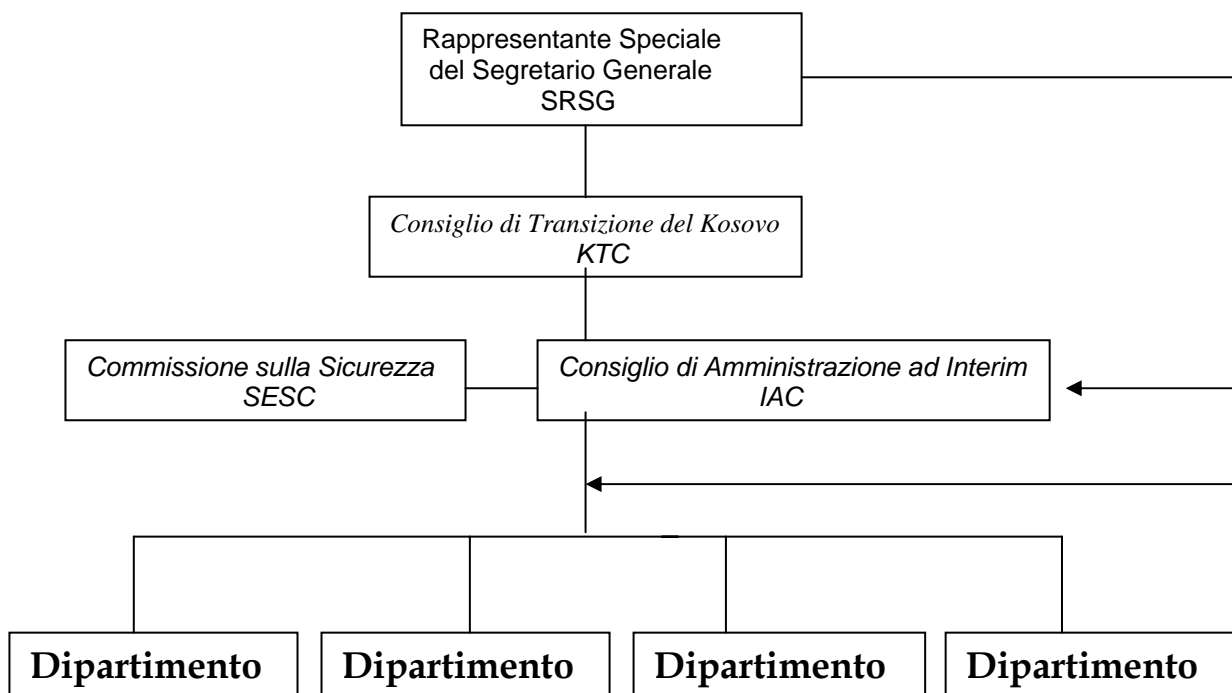 Rappresentante Speciale
del Segretario Generale
SRSG
Consiglio di Transizione del Kosovo
KTC
Commissione sulla Sicurezza
SESC
Consiglio di Amministrazione ad Interim
IAC
Dipartimento
Dipartimento
Dipartimento
Dipartimento